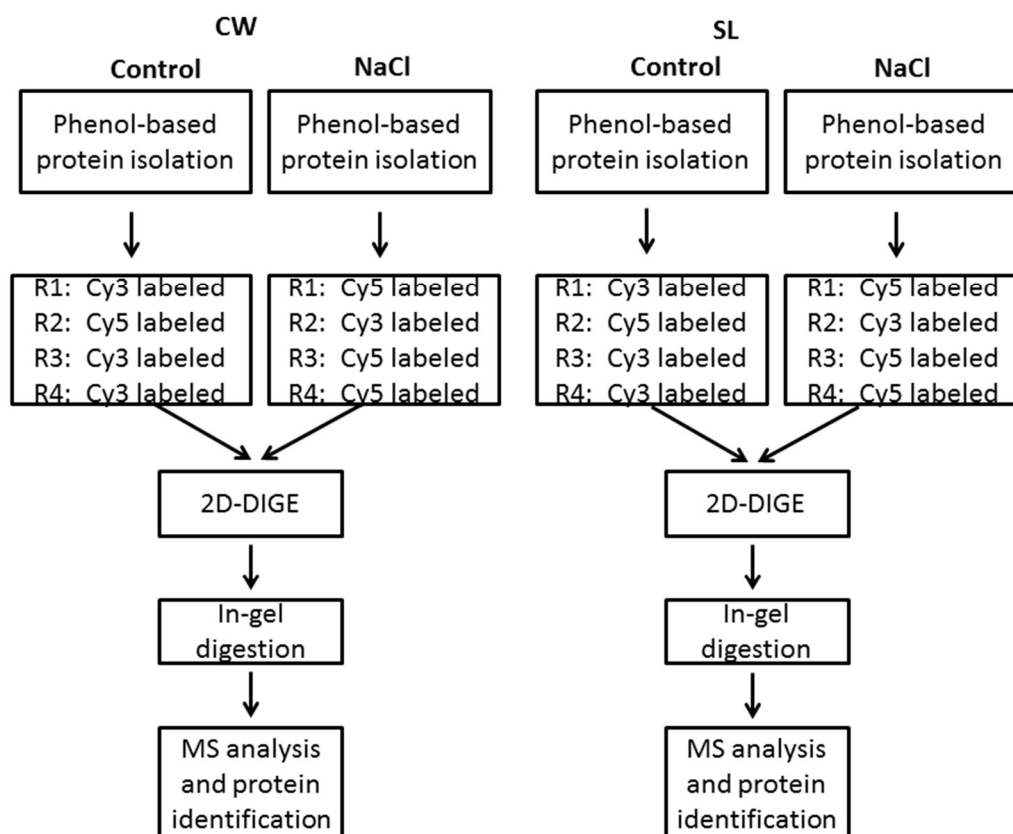 CW
Control
NaCl
Phenol-based
protein isolation
Phenol-based
protein isolation
R1: Cy3 labeled
R2: Cy5 labeled
R3: Cy3 labeled
R4: Cy3 labeled
R1: Cy5 labeled
R2: Cy3 labeled
R3: Cy5 labeled
R4: Cy5 labeled
2D-DIGE
In-gel
digestion
MS analysis
and protein
identification
SL
Control
NaCl
Phenol-based
protein isolation
Phenol-based
protein isolation
R1: Cy3 labeled
R2: Cy5 labeled
R3: Cy3 labeled
R4: Cy3 labeled
R1: Cy5 labeled
R2: Cy3 labeled
R3: Cy5 labeled
R4: Cy5 labeled
2D-DIGE
In-gel
digestion
MS analysis
and protein
identification